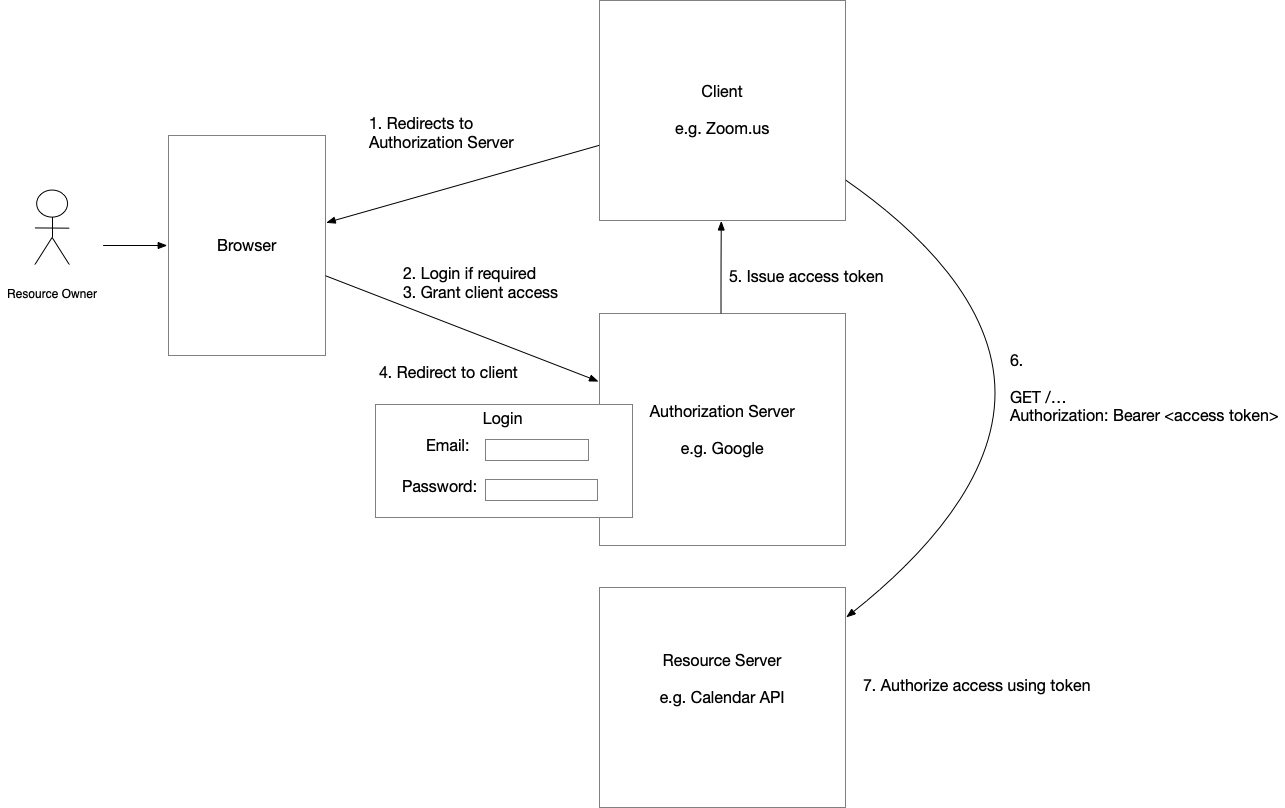 Client
e.g. Zoom.us
1. Redirects to
Authorization Server
Browser
Resource Owner
2. Login if required
3. Grant client access
5. Issue access token
4. Redirect to client
Login
Email:
Password:
Authorization Server
e.g. Google
6.
GET /...
Authorization: Bearer <access token>
Resource Server
e.g. Calendar API
7. Authorize access using token